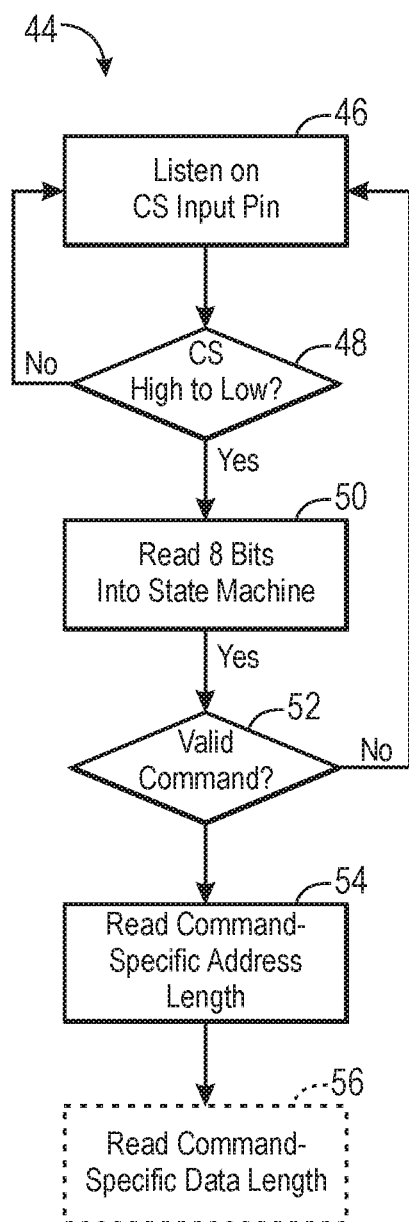 44
46
Listen on
CS Input Pin
48
CS
High to Low?
No
Yes
50
Read 8 Bits
Into State Machine
Yes
52
Valid
Command?
No
54
Read Command-
Specific Address
Length
56
Read Command-
Specific Data Length